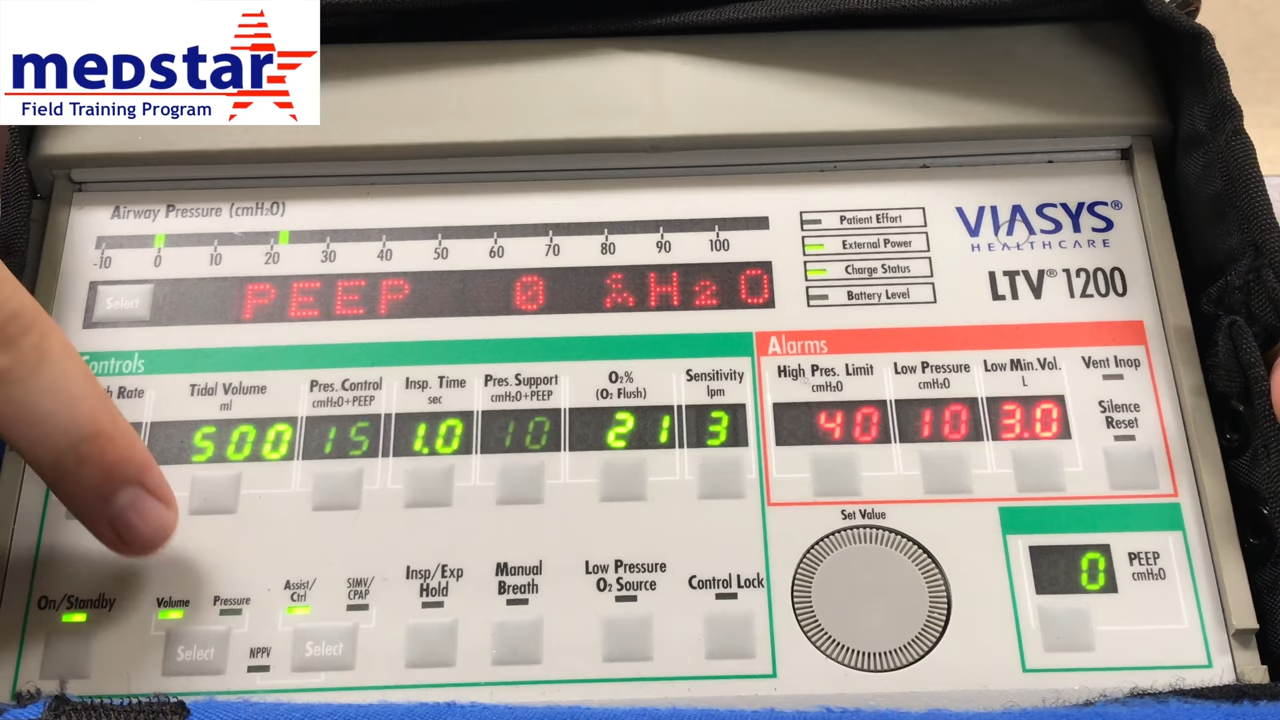 medstar
Field Training Program
Airway Pressure (cmH2O)
-10 0 10 20 30 40 50 60 70 80 90 100
Select
PEEP 0 cmH2O
Patient Effort
External Power
Charge Status
Battery Level
VIASYS®
HEALTHCARE
LTV® 1200
Controls
Rate
Tidal Volume
ml
500
Pres. Control
cmH2O+PEEP
15
Insp. Time
sec
1.0
Pres. Support
cmH2O+PEEP
10
O2%
(O2 Flush)
21
Sensitivity
lpm
3
Alarms
High Pres. Limit
cmH2O
40
Low Pressure
cmH2O
10
Low Min.Vol.
L
3.0
Vent Inop
Silence
Reset
On/Standby
Volume
Pressure
Select
NPPV
Assist/
Ctrl
SIMV/
CPAP
Select
Insp/Exp
Hold
Manual
Breath
Low Pressure
O2 Source
Control Lock
Set Value
0
PEEP
cmH2O